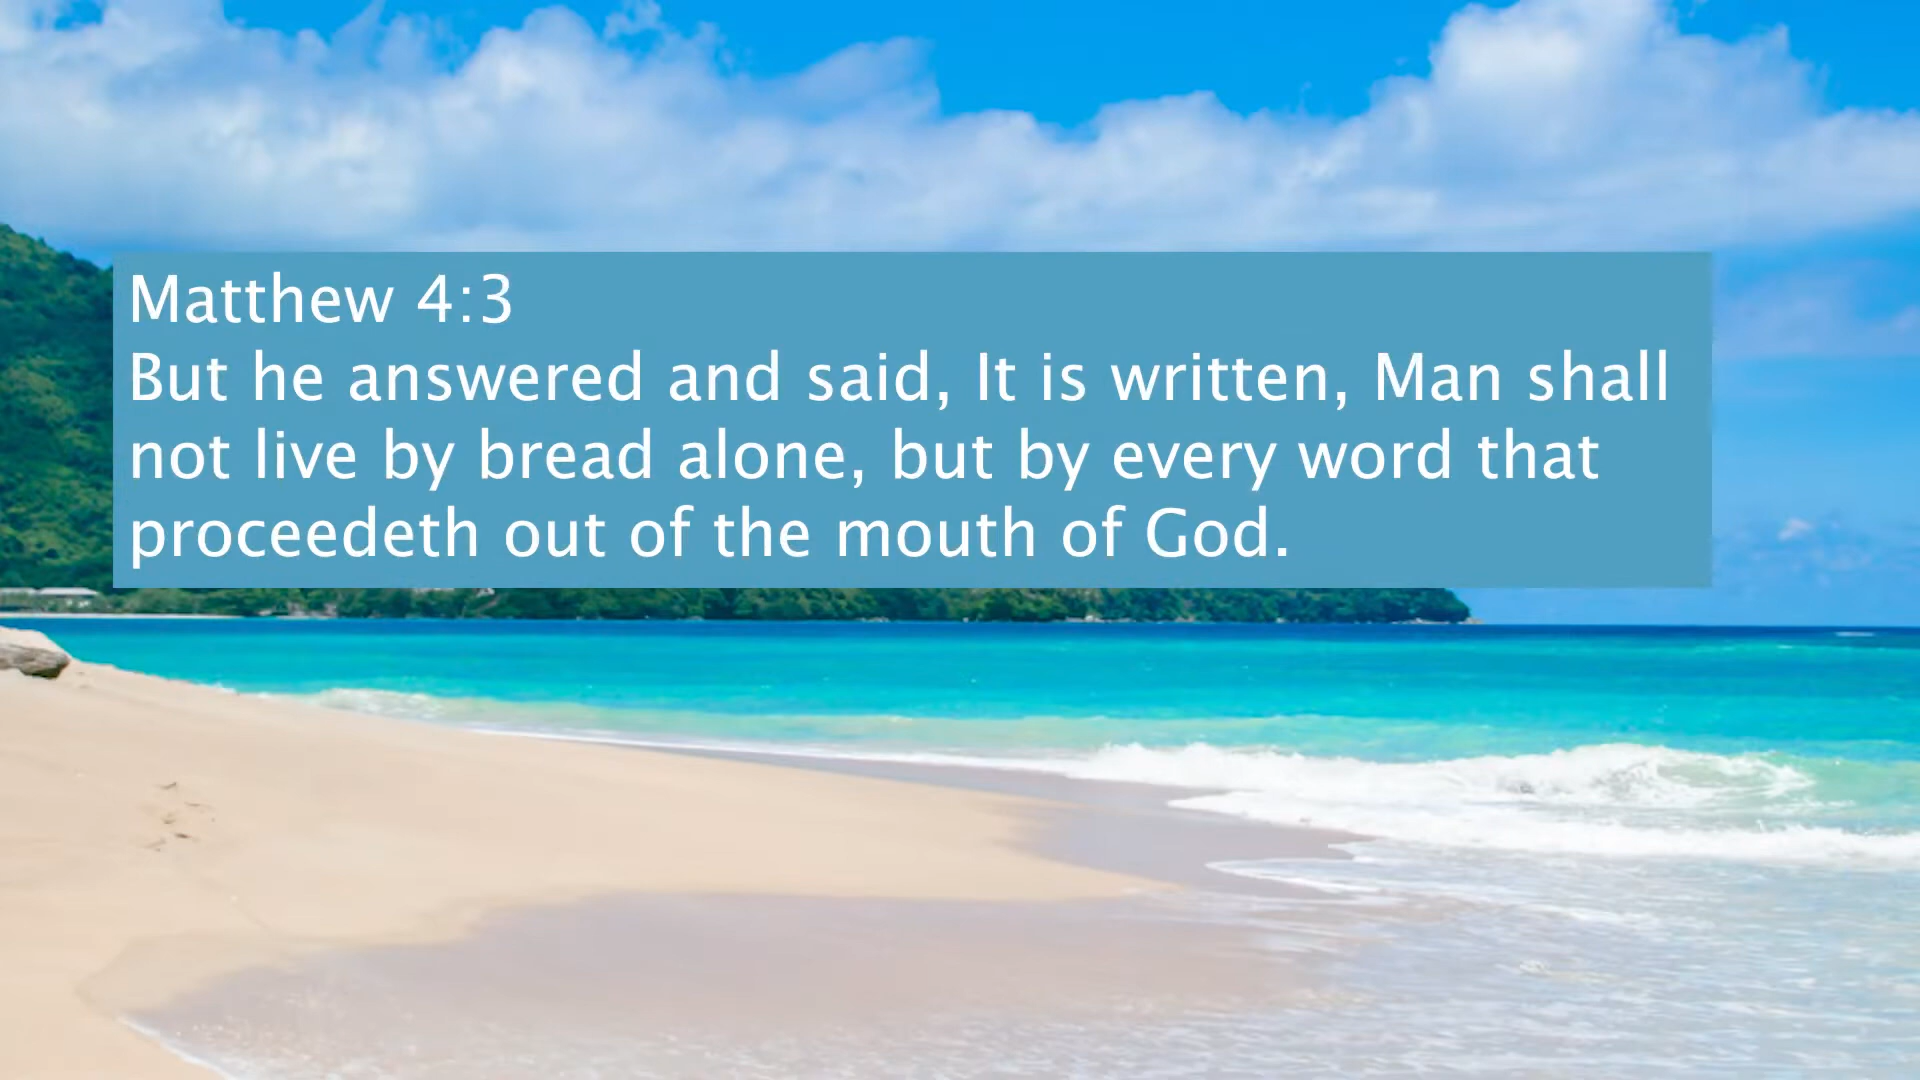 Matthew 4:3
But he answered and said, It is written, Man shall
not live by bread alone, but by every word that
proceedeth out of the mouth of God.